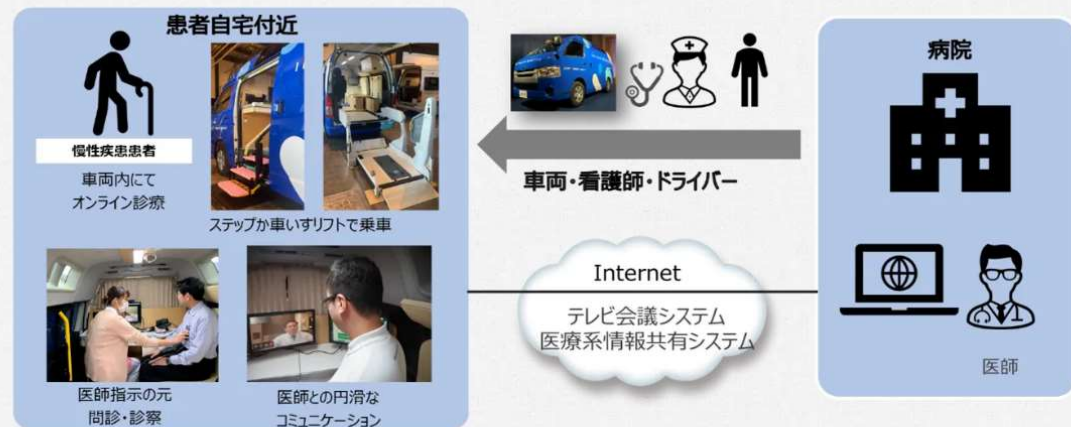 患者自宅付近
慢性疾患患者
車両内にて
オンライン診療
ステップか車いすリフトで乗車
医師指示の元
問診・診察
医師との円滑な
コミュニケーション
車両・看護師・ドライバー
Internet
テレビ会議システム
医療系情報共有システム
病院
医師